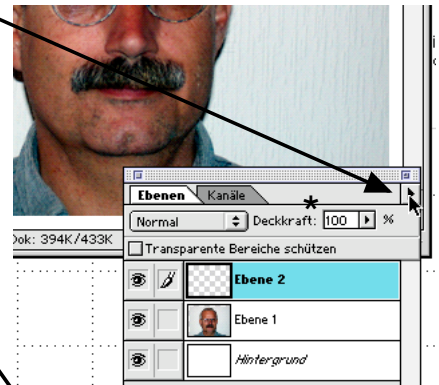 Ebenen Kanäle
*
Normal Deckkraft: 100 %
Dok: 394K/433K
Transparente Bereiche schützen
Ebene 2
Ebene 1
Hintergrund